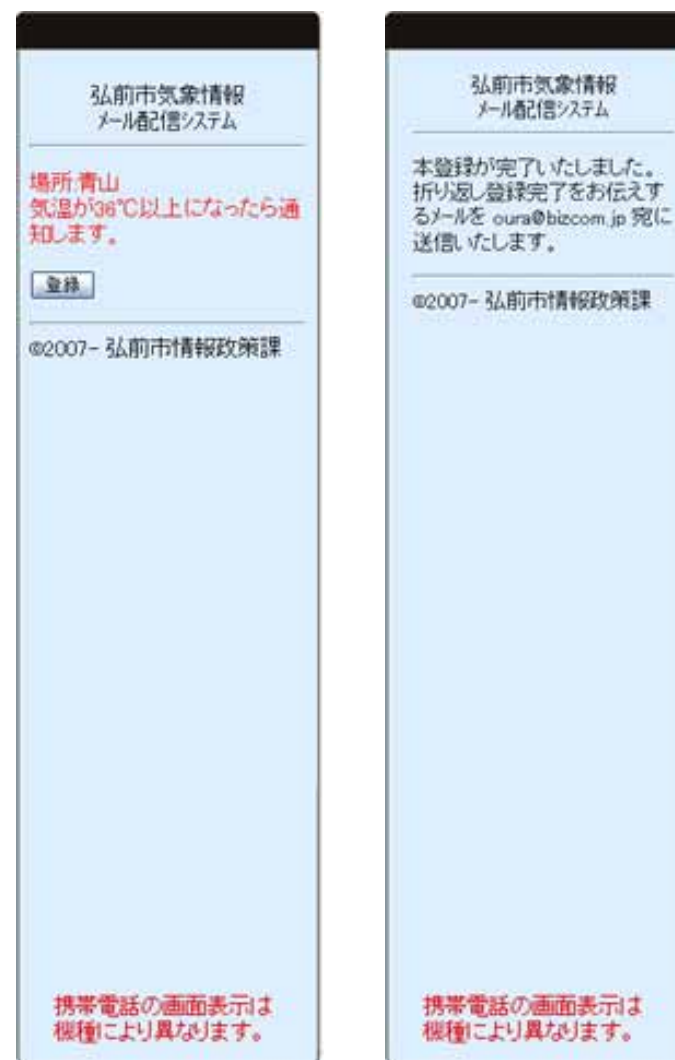 弘前市気象情報
メール配信システム
場所:青山
気温が36℃以上になったら通
知します。
登録
©2007- 弘前市情報政策課
携帯電話の画面表示は
機種により異なります。
弘前市気象情報
メール配信システム
本登録が完了いたしました。
折り返し登録完了をお伝えす
るメールを oura@bizcom.jp 宛に
送信いたします。
©2007- 弘前市情報政策課
携帯電話の画面表示は
機種により異なります。